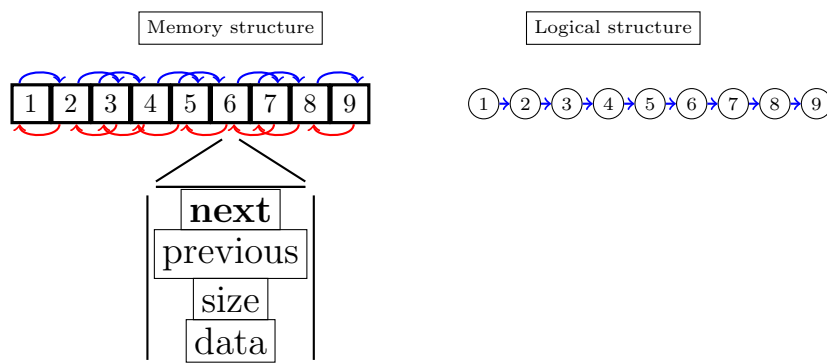 Memory structure
Logical structure
1 2 3 4 5 6 7 8 9
1 2 3 4 5 6 7 8 9
next
previous
size
data